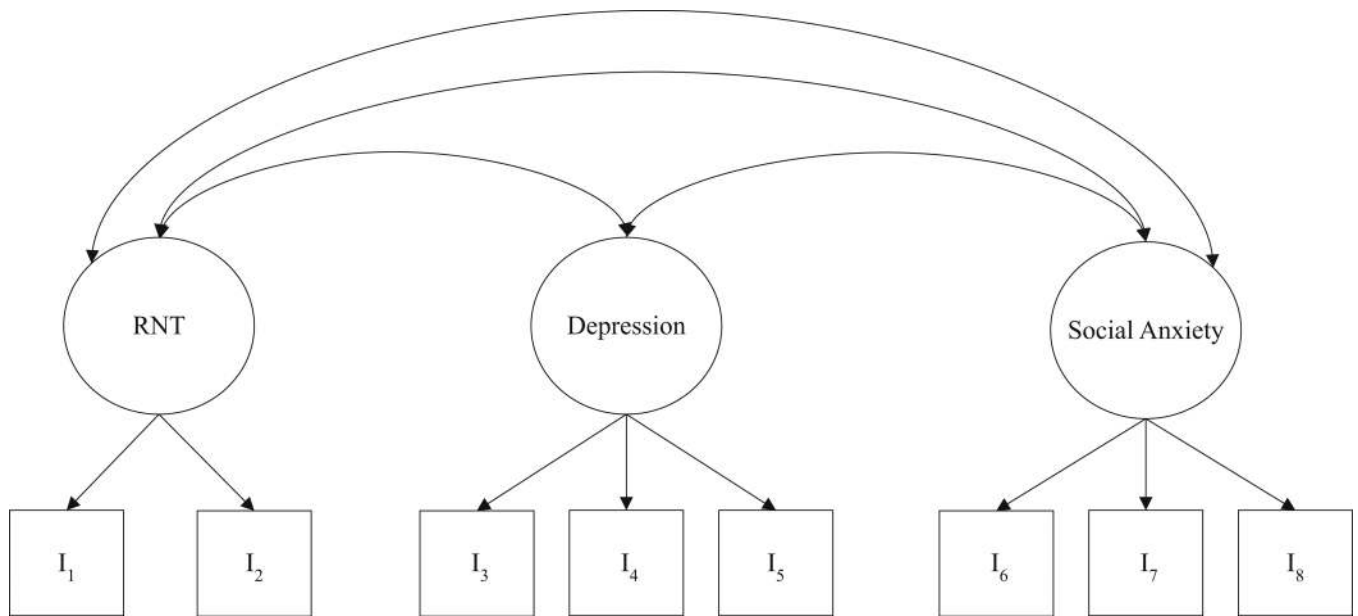 RNT
Depression
Social Anxiety
I₁
I₂
I₃
I₄
I₅
I₆
I₇
I₈